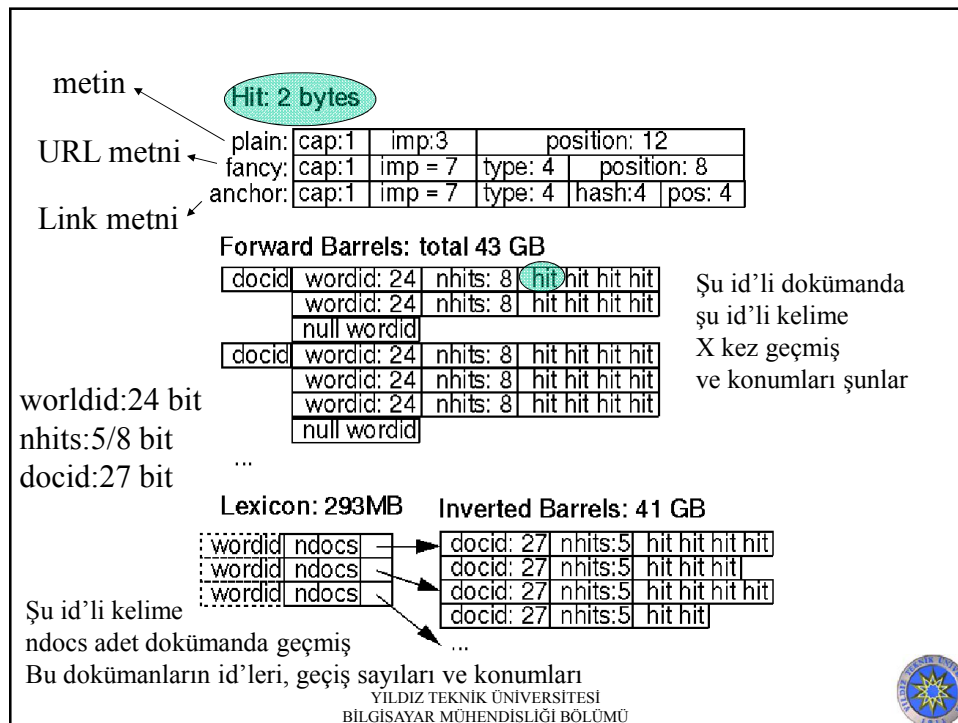 metin
Hit: 2 bytes
plain: cap:1 imp:3 position: 12
URL metni
fancy: cap:1 imp = 7 type: 4 position: 8
anchor: cap:1 imp = 7 type: 4 hash:4 pos: 4
Link metni
Forward Barrels: total 43 GB
docid wordid: 24 nhits: 8 hit hit hit hit
wordid: 24 nhits: 8 hit hit hit hit
null wordid
docid wordid: 24 nhits: 8 hit hit hit hit
wordid: 24 nhits: 8 hit hit hit hit
wordid: 24 nhits: 8 hit hit hit hit
null wordid
...
Şu id’li dokümanda
şu id’li kelime
X kez geçmiş
ve konumları şunlar
worldid:24 bit
nhits:5/8 bit
docid:27 bit
Lexicon: 293MB
Inverted Barrels: 41 GB
wordid ndocs
wordid ndocs
wordid ndocs
docid: 27 nhits:5 hit hit hit hit
docid: 27 nhits:5 hit hit hit
docid: 27 nhits:5 hit hit hit hit
docid: 27 nhits:5 hit hit
...
Şu id’li kelime
ndocs adet dokümanda geçmiş
Bu dokümanların id’leri, geçiş sayıları ve konumları
YILDIZ TEKNİK ÜNİVERSİTESİ
BİLGİSAYAR MÜHENDİSLİĞİ BÖLÜMÜ